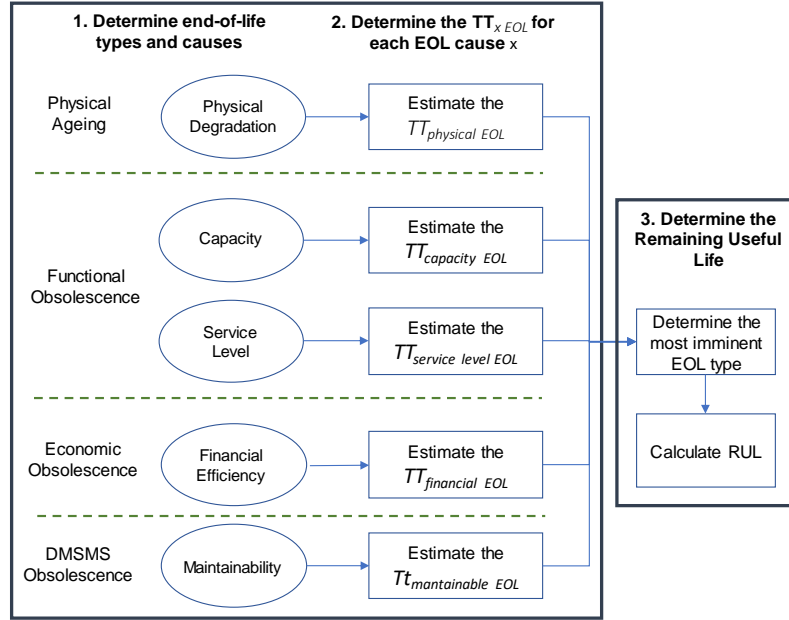 1. Determine end-of-life
types and causes
2. Determine the TTx EOL for
each EOL cause x
Physical
Ageing
Physical
Degradation
Estimate the
TTphysical EOL
Functional
Obsolescence
Capacity
Estimate the
TTcapacity EOL
Service
Level
Estimate the
TTservice level EOL
Economic
Obsolescence
Financial
Efficiency
Estimate the
TTfinancial EOL
DMSMS
Obsolescence
Maintainability
Estimate the
Ttmantainable EOL
3. Determine the
Remaining Useful
Life
Determine the
most imminent
EOL type
Calculate RUL